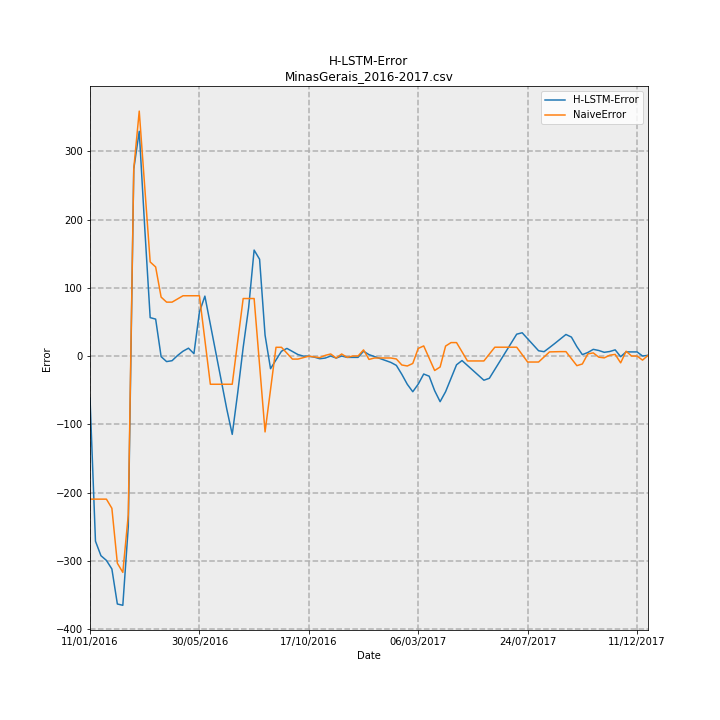 H-LSTM-Error
MinasGerais_2016-2017.csv
H-LSTM-Error
NaiveError
300
200
100
0
−100
−200
−300
−400
Error
11/01/2016
30/05/2016
17/10/2016
06/03/2017
24/07/2017
11/12/2017
Date